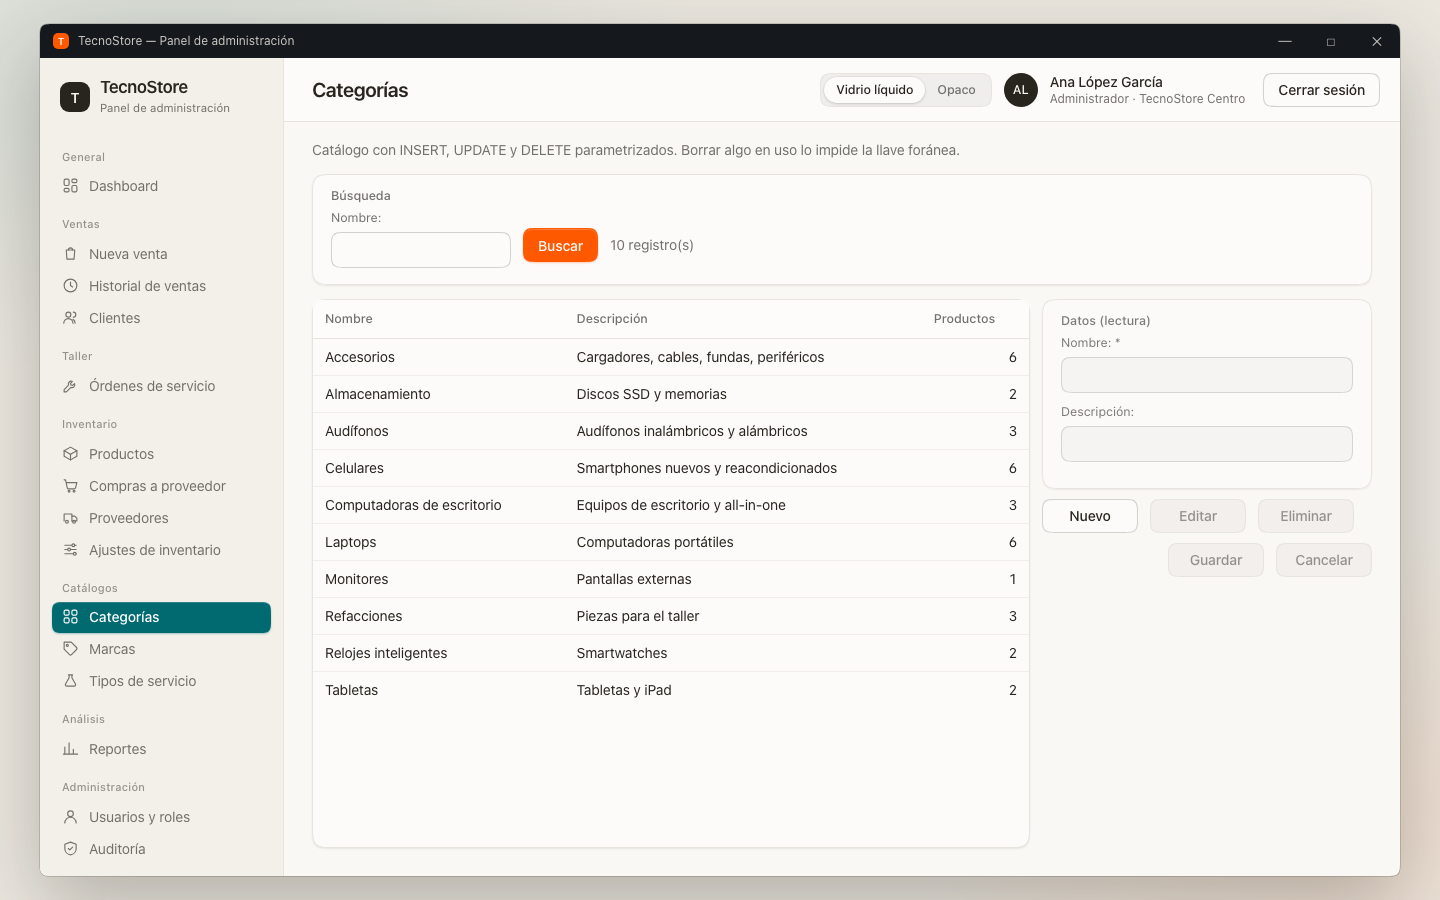 T TecnoStore — Panel de administración
T TecnoStore
Panel de administración
General
Dashboard
Ventas
Nueva venta
Historial de ventas
Clientes
Taller
Órdenes de servicio
Inventario
Productos
Compras a proveedor
Proveedores
Ajustes de inventario
Catálogos
Categorías
Marcas
Tipos de servicio
Análisis
Reportes
Administración
Usuarios y roles
Auditoría
Categorías
Vidrio líquido Opaco
AL
Ana López García
Administrador · TecnoStore Centro
Cerrar sesión
Catálogo con INSERT, UPDATE y DELETE parametrizados. Borrar algo en uso lo impide la llave foránea.
Búsqueda
Nombre:
Buscar 10 registro(s)
Nombre Descripción Productos
Accesorios Cargadores, cables, fundas, periféricos 6
Almacenamiento Discos SSD y memorias 2
Audífonos Audífonos inalámbricos y alámbricos 3
Celulares Smartphones nuevos y reacondicionados 6
Computadoras de escritorio Equipos de escritorio y all-in-one 3
Laptops Computadoras portátiles 6
Monitores Pantallas externas 1
Refacciones Piezas para el taller 3
Relojes inteligentes Smartwatches 2
Tabletas Tabletas y iPad 2
Datos (lectura)
Nombre: *
Descripción:
Nuevo Editar Eliminar
Guardar Cancelar